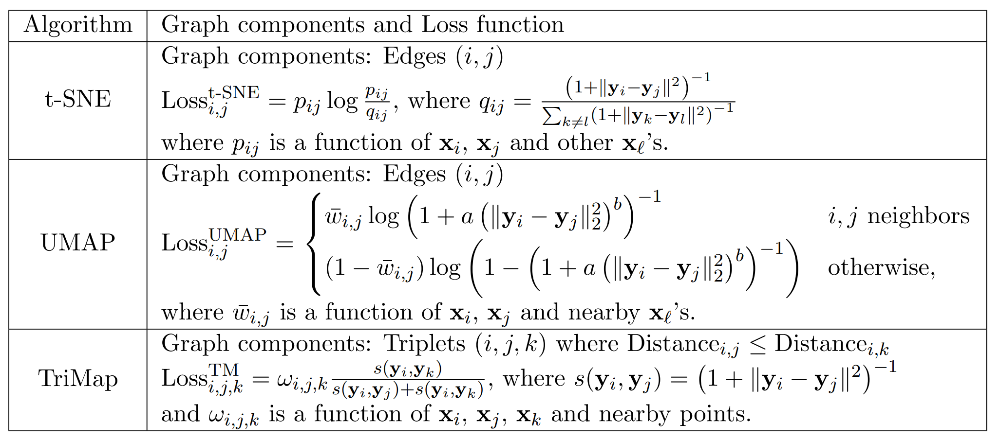 Algorithm | Graph components and Loss function
Graph components: Edges $(i, j)$
t-SNE | $\text{Loss}_{i,j}^{\text{t-SNE}} = p_{ij} \log \frac{p_{ij}}{q_{ij}}$, where $q_{ij} = \frac{(1+\|\mathbf{y}_i-\mathbf{y}_j\|^2)^{-1}}{\sum_{k \neq l}(1+\|\mathbf{y}_k-\mathbf{y}_l\|^2)^{-1}}$
where $p_{ij}$ is a function of $\mathbf{x}_i$, $\mathbf{x}_j$ and other $\mathbf{x}_\ell$'s.
Graph components: Edges $(i, j)$
UMAP | $\text{Loss}_{i,j}^{\text{UMAP}} = \begin{cases} \bar{w}_{i,j} \log \left(1 + a \left(\|\mathbf{y}_i - \mathbf{y}_j\|_2^2\right)^b\right)^{-1} & i, j \text{ neighbors} \\ (1 - \bar{w}_{i,j}) \log \left(1 - \left(1 + a \left(\|\mathbf{y}_i - \mathbf{y}_j\|_2^2\right)^b\right)^{-1}\right) & \text{otherwise,} \end{cases}$
where $\bar{w}_{i,j}$ is a function of $\mathbf{x}_i$, $\mathbf{x}_j$ and nearby $\mathbf{x}_\ell$'s.
Graph components: Triplets $(i, j, k)$ where $\text{Distance}_{i,j} \leq \text{Distance}_{i,k}$
TriMap | $\text{Loss}_{i,j,k}^{\text{TM}} = \omega_{i,j,k} \frac{s(\mathbf{y}_i,\mathbf{y}_k)}{s(\mathbf{y}_i,\mathbf{y}_j)+s(\mathbf{y}_i,\mathbf{y}_k)}$, where $s(\mathbf{y}_i, \mathbf{y}_j) = \left(1 + \|\mathbf{y}_i - \mathbf{y}_j\|^2\right)^{-1}$
and $\omega_{i,j,k}$ is a function of $\mathbf{x}_i$, $\mathbf{x}_j$, $\mathbf{x}_k$ and nearby points.